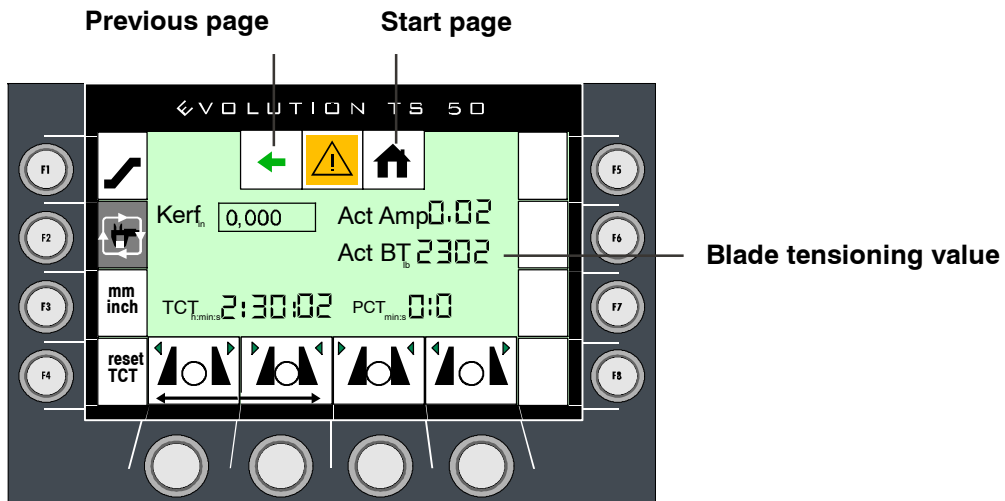 Previous page
Start page
EVOLUTION TS 50
F1
F5
Kerf in 0,000
Act Amp 0.02
F2
F6
Act BT lb 2302
Blade tensioning value
mm
inch
F3
TCT h:min:s 2:30:02
PCT min:s 0:0
F7
reset
TCT
F4
F8